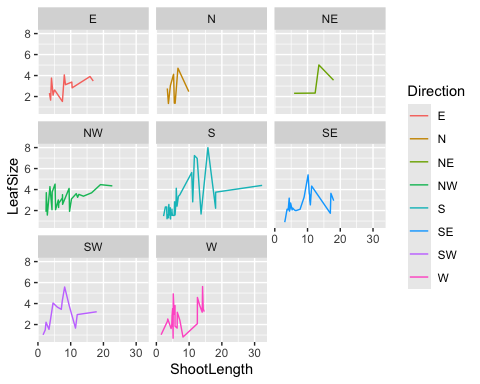 E N NE
8
6
4
2
NW S SE
8
6
4
2
SW W
8
6
4
2
0 10 20 30
0 10 20 30
0 10 20 30
LeafSize
ShootLength
Direction
E
N
NE
NW
S
SE
SW
W